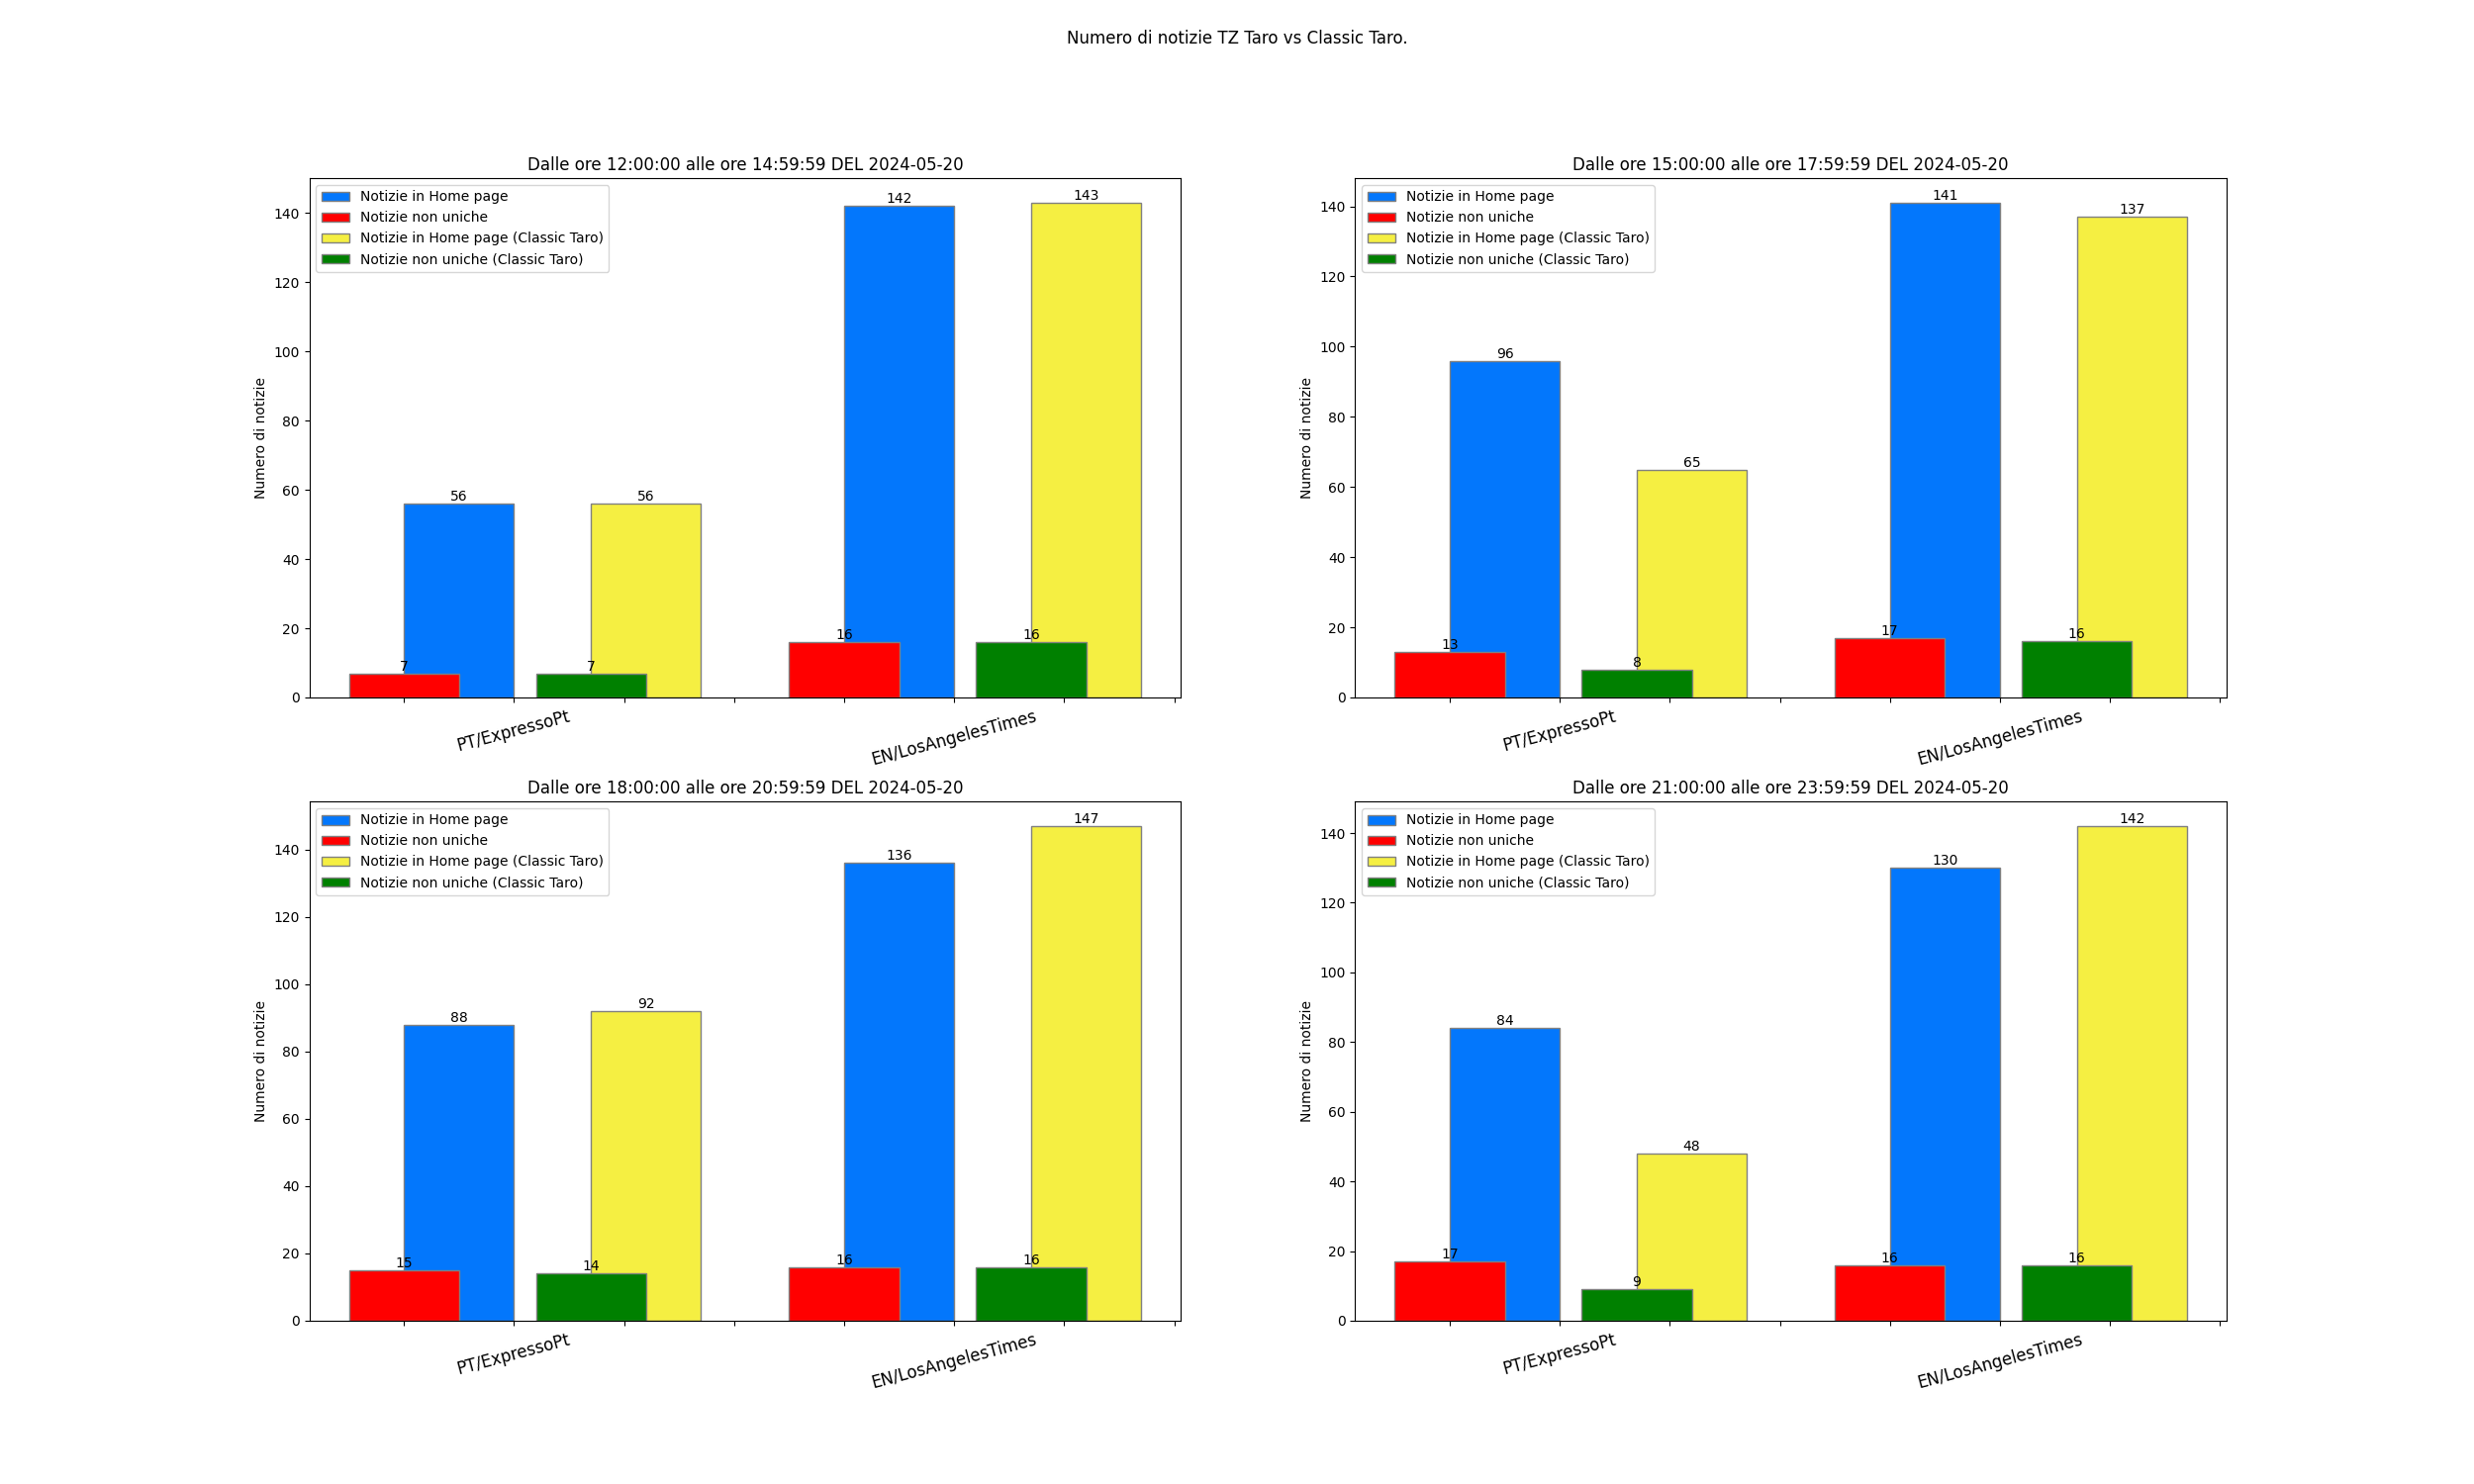 Numero di notizie TZ Taro vs Classic Taro.
Dalle ore 12:00:00 alle ore 14:59:59 DEL 2024-05-20
Notizie in Home page
Notizie non uniche
Notizie in Home page (Classic Taro)
Notizie non uniche (Classic Taro)
Numero di notizie
140
120
100
80
60
40
20
0
7
56
7
56
16
142
16
143
PT/ExpressoPt
EN/LosAngelesTimes
Dalle ore 15:00:00 alle ore 17:59:59 DEL 2024-05-20
Notizie in Home page
Notizie non uniche
Notizie in Home page (Classic Taro)
Notizie non uniche (Classic Taro)
Numero di notizie
140
120
100
80
60
40
20
0
13
96
8
65
17
141
16
137
PT/ExpressoPt
EN/LosAngelesTimes
Dalle ore 18:00:00 alle ore 20:59:59 DEL 2024-05-20
Notizie in Home page
Notizie non uniche
Notizie in Home page (Classic Taro)
Notizie non uniche (Classic Taro)
Numero di notizie
140
120
100
80
60
40
20
0
15
88
14
92
16
136
16
147
PT/ExpressoPt
EN/LosAngelesTimes
Dalle ore 21:00:00 alle ore 23:59:59 DEL 2024-05-20
Notizie in Home page
Notizie non uniche
Notizie in Home page (Classic Taro)
Notizie non uniche (Classic Taro)
Numero di notizie
140
120
100
80
60
40
20
0
17
84
9
48
16
130
16
142
PT/ExpressoPt
EN/LosAngelesTimes